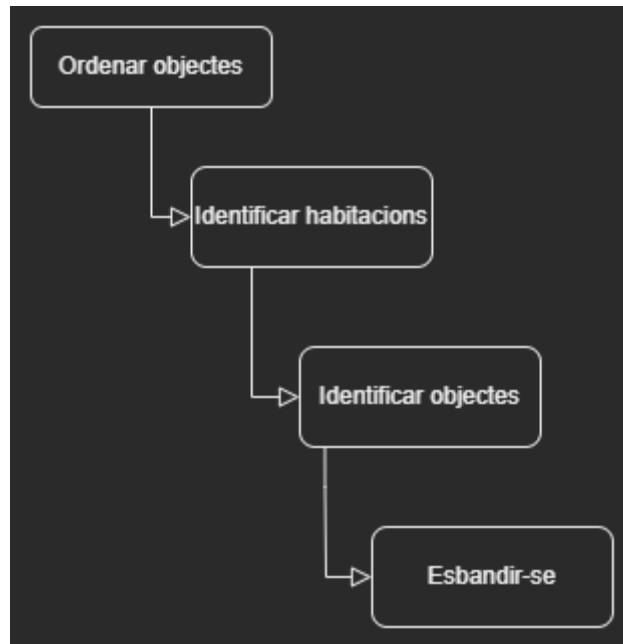 Ordenar objectes
Identificar habitacions
Identificar objectes
Esbandir-se